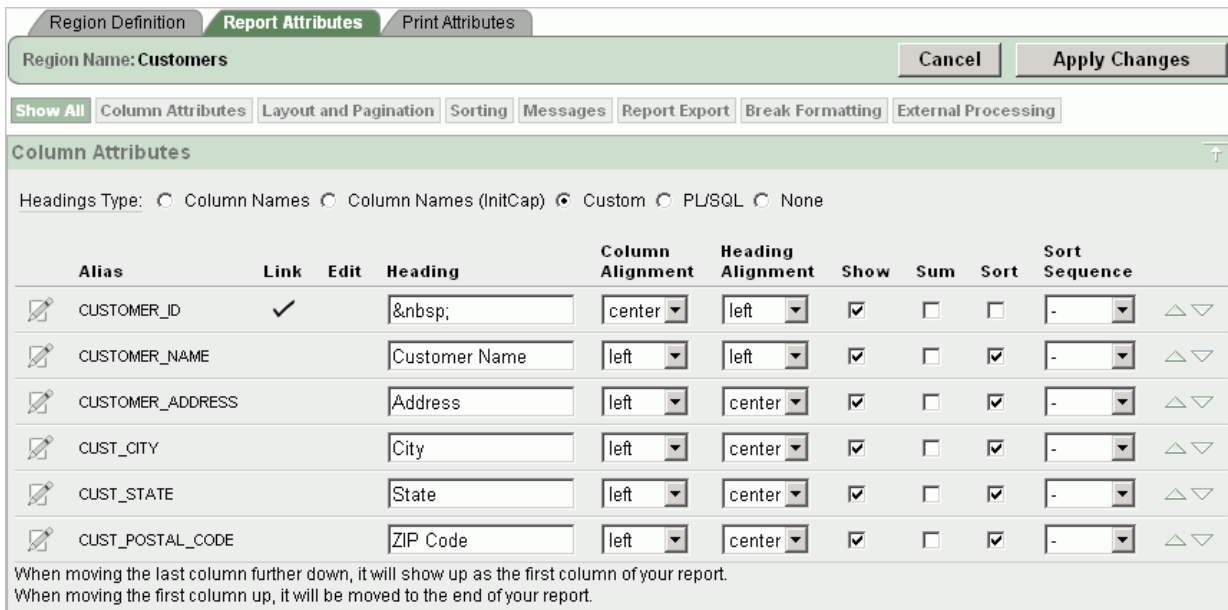 Region Definition Report Attributes Print Attributes
Region Name: Customers Cancel Apply Changes
Show All Column Attributes Layout and Pagination Sorting Messages Report Export Break Formatting External Processing
Column Attributes
Headings Type: Column Names Column Names (InitCap) Custom PL/SQL None
Alias Link Edit Heading Column Alignment Heading Alignment Show Sum Sort Sort Sequence
CUSTOMER_ID &nbsp; center left -
CUSTOMER_NAME Customer Name left left -
CUSTOMER_ADDRESS Address left center -
CUST_CITY City left center -
CUST_STATE State left center -
CUST_POSTAL_CODE ZIP Code left center -
When moving the last column further down, it will show up as the first column of your report.
When moving the first column up, it will be moved to the end of your report.